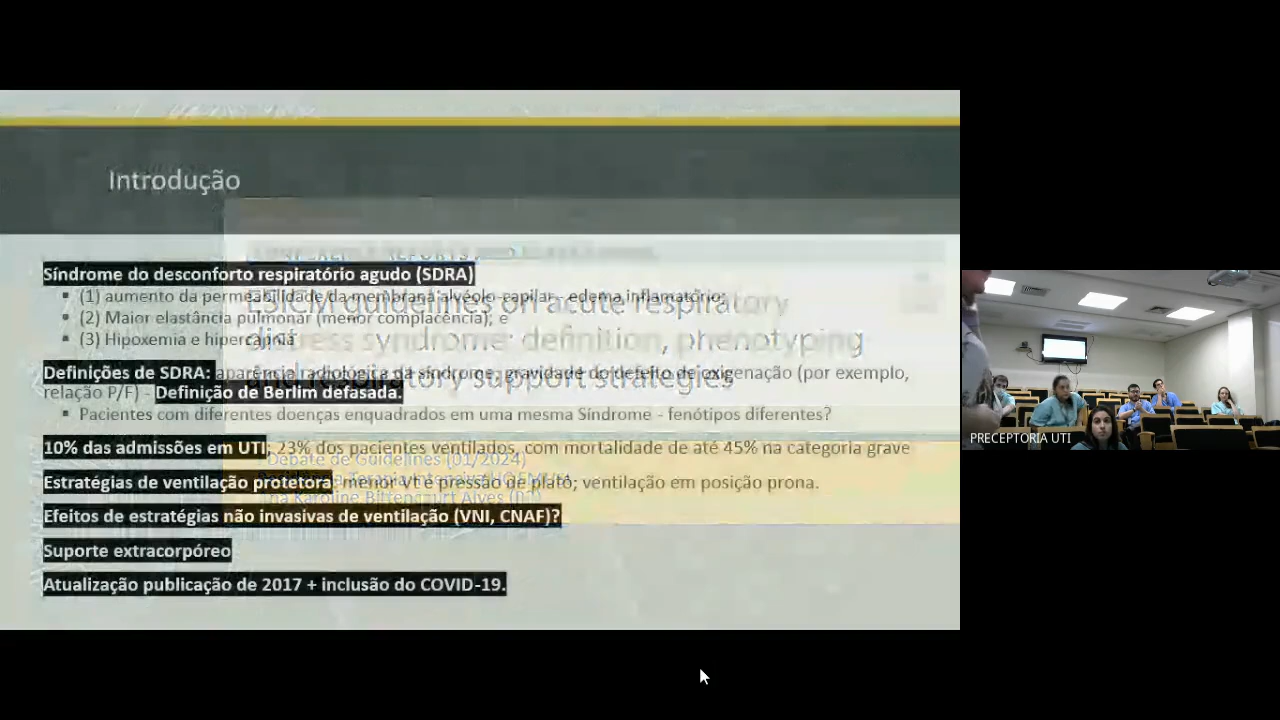 Introdução
Síndrome do desconforto respiratório agudo (SDRA)
(1) aumento da permeabilidade da membrana alvéolo-capilar - edema inflamatório;
ESICM guidelines on acute respiratory
(2) Maior elastância pulmonar (menor complacência); e
(3) Hipoxemia e hipercapnia
distress syndrome: definition, phenotyping
Definições de SDRA: aparência radiológica da síndrome, gravidade do defeito de oxigenação (por exemplo,
and respiratory support strategies
relação P/F) - Definição de Berlim defasada.
Pacientes com diferentes doenças enquadrados em uma mesma Síndrome - fenótipos diferentes?
10% das admissões em UTI; 23% dos pacientes ventilados, com mortalidade de até 45% na categoria grave
Debate de Guidelines (01/2024)
Estratégias de ventilação protetora: menor Vt e pressão de platô; ventilação em posição prona.
Karoline Bittencourt Alves
Efeitos de estratégias não invasivas de ventilação (VNI, CNAF)?
Suporte extracorpóreo
Atualização publicação de 2017 + inclusão do COVID-19.
PRECEPTORIA UTI